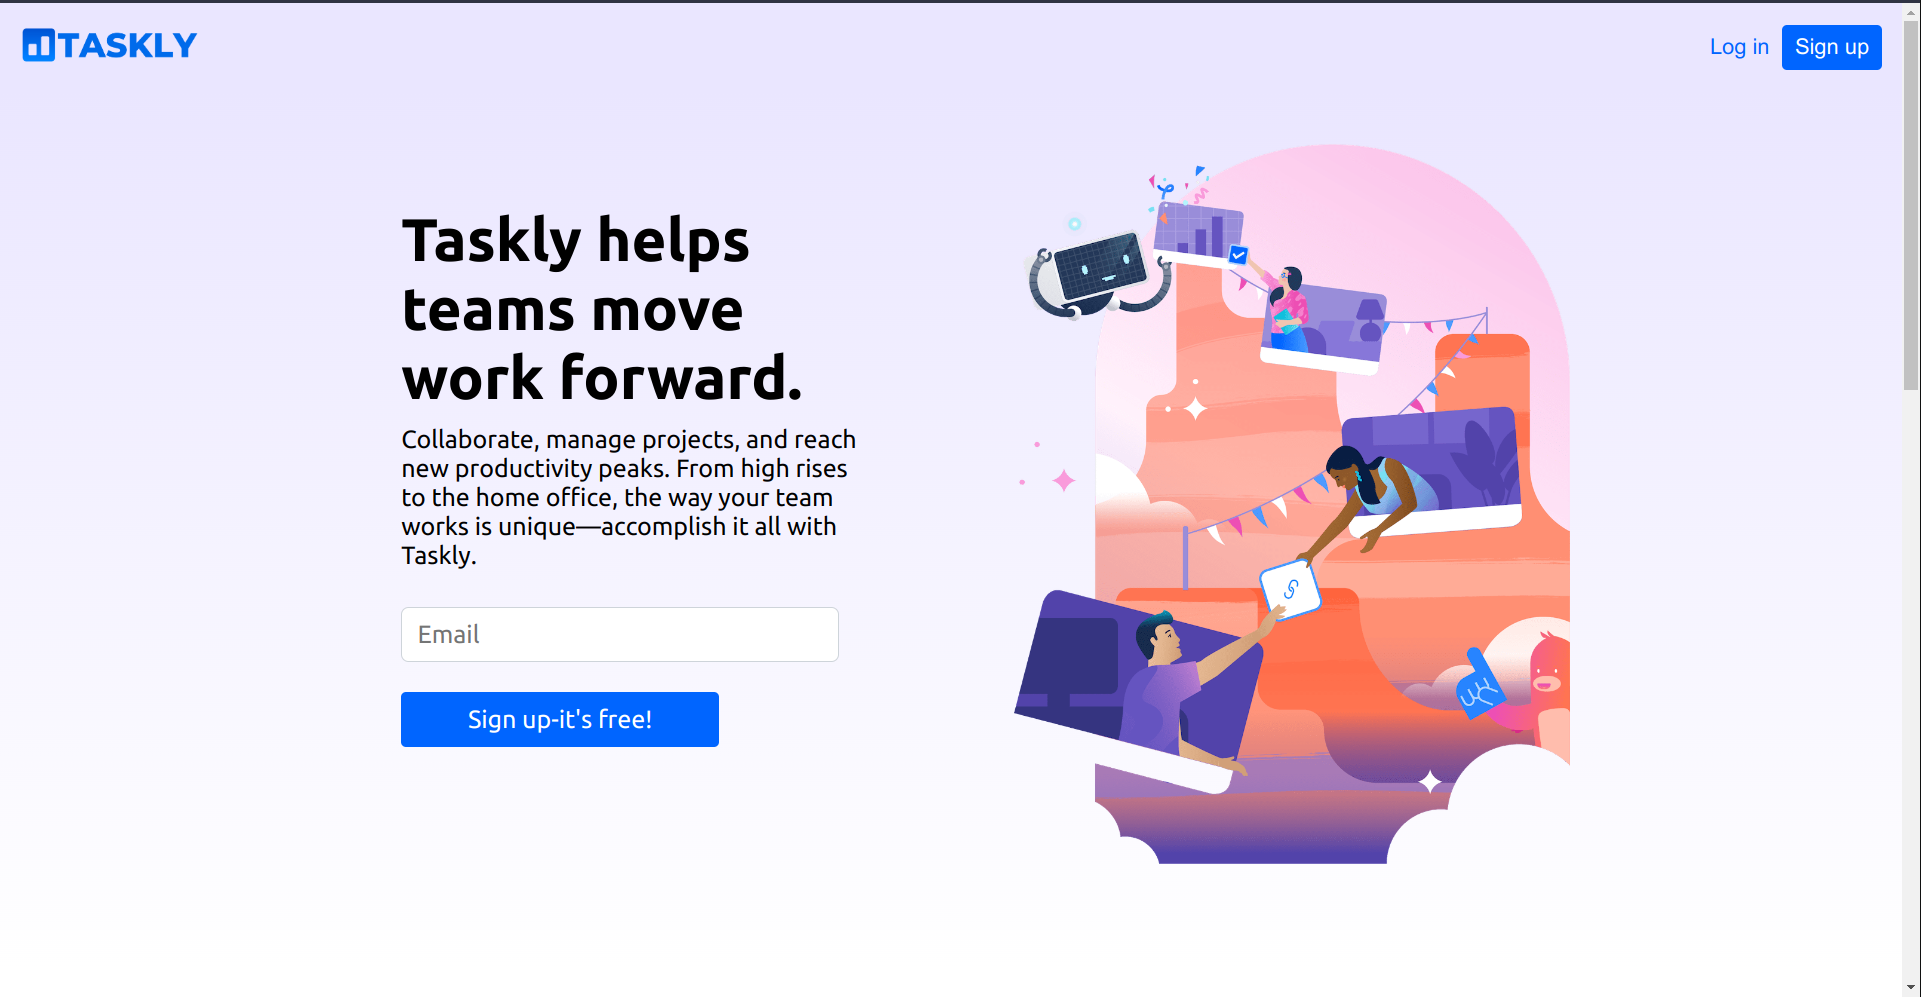 TASKLY
Log in
Sign up
Taskly helps
teams move
work forward.
Collaborate, manage projects, and reach
new productivity peaks. From high rises
to the home office, the way your team
works is unique—accomplish it all with
Taskly.
Email
Sign up-it's free!